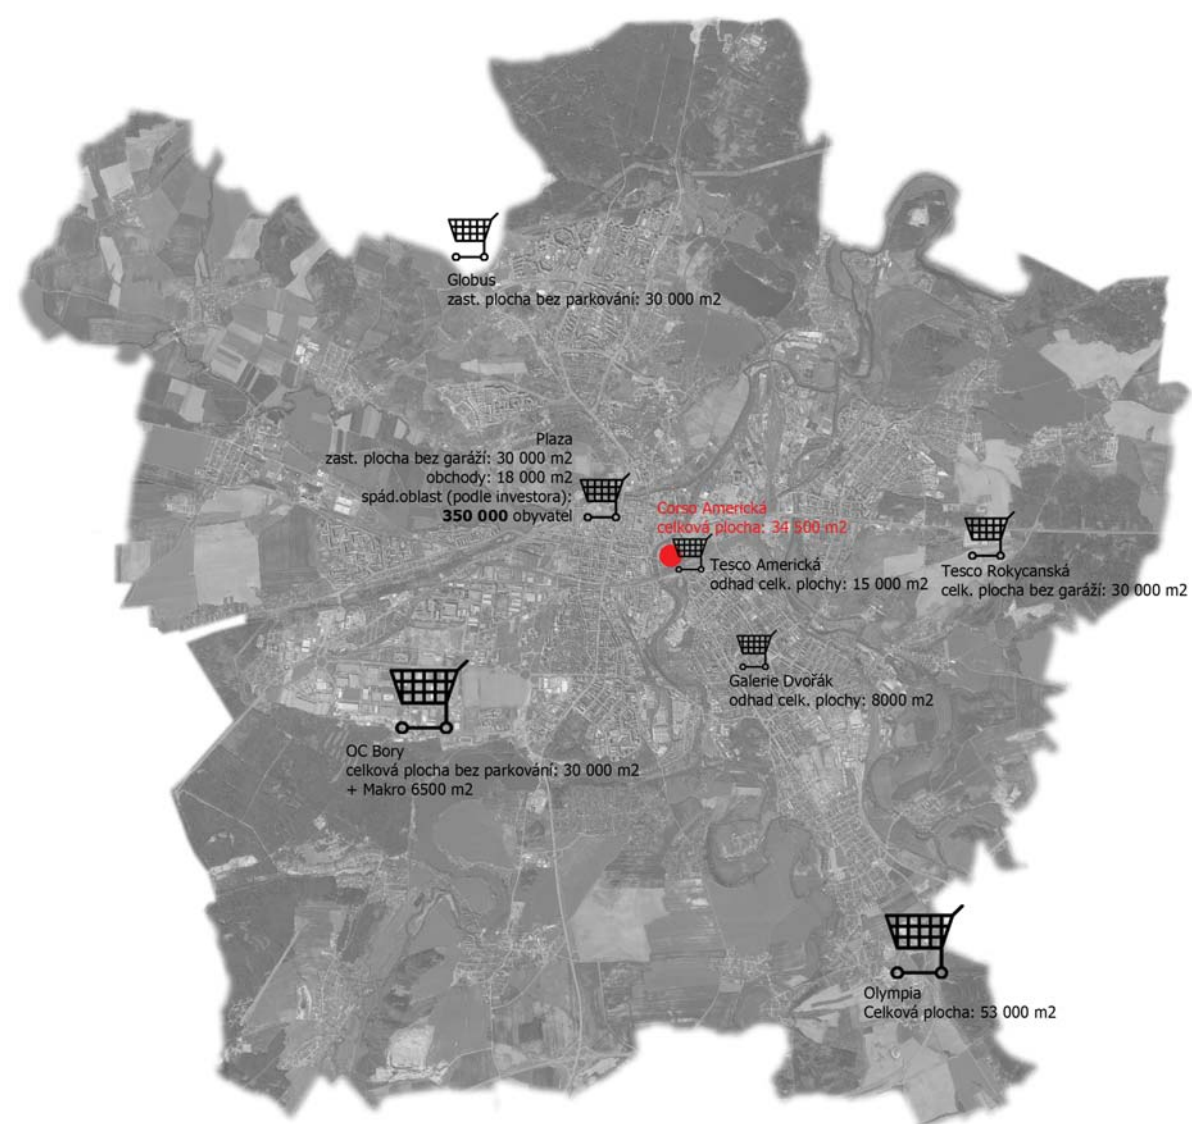 Globus
zast. plocha bez parkování: 30 000 m2
Plaza
zast. plocha bez garáží: 30 000 m2
obchody: 18 000 m2
spád.oblast (podle investora):
350 000 obyvatel
Corso Americká
celková plocha: 34 500 m2
Tesco Americká
odhad celk. plochy: 15 000 m2
Tesco Rokycanská
celk. plocha bez garáží: 30 000 m2
Galerie Dvořák
odhad celk. plochy: 8000 m2
OC Bory
celková plocha bez parkování: 30 000 m2
+ Makro 6500 m2
Olympia
Celková plocha: 53 000 m2